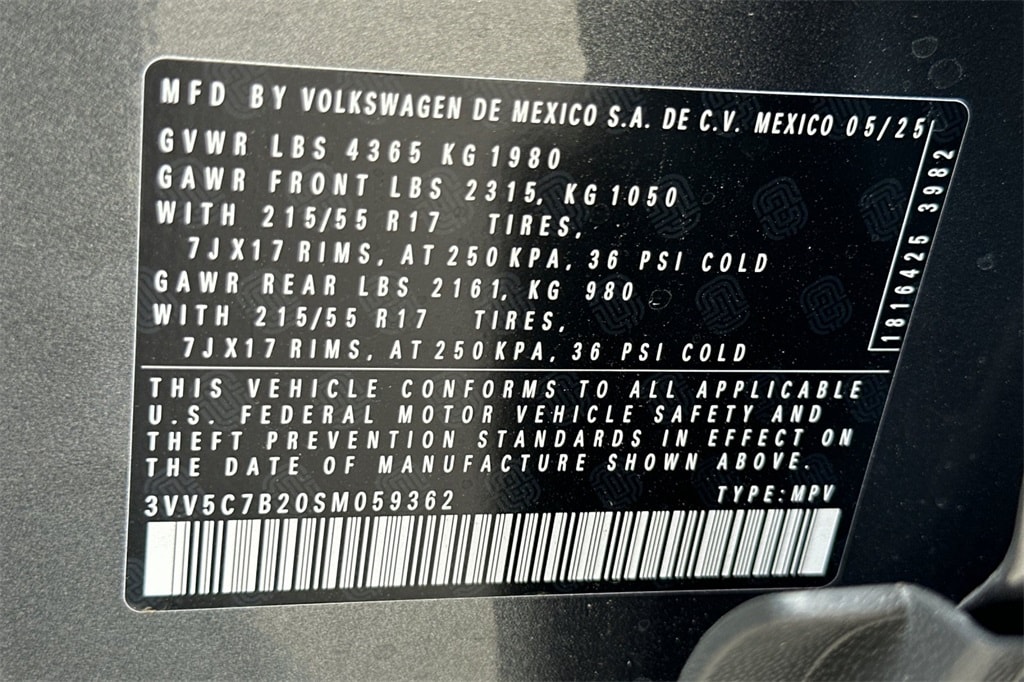 MFD BY VOLKSWAGEN DE MEXICO S.A. DE C.V. MEXICO 05/25
GVWR LBS 4365 KG 1980
GAWR FRONT LBS 2315, KG 1050
WITH 215/55 R17 TIRES,
7JX17 RIMS, AT 250 KPA, 36 PSI COLD
GAWR REAR LBS 2161, KG 980
WITH 215/55 R17 TIRES,
7JX17 RIMS, AT 250 KPA, 36 PSI COLD
1816425 3982
THIS VEHICLE CONFORMS TO ALL APPLICABLE
U.S. FEDERAL MOTOR VEHICLE SAFETY AND
THEFT PREVENTION STANDARDS IN EFFECT ON
THE DATE OF MANUFACTURE SHOWN ABOVE.
3VV5C7B20SM059362 TYPE: MPV